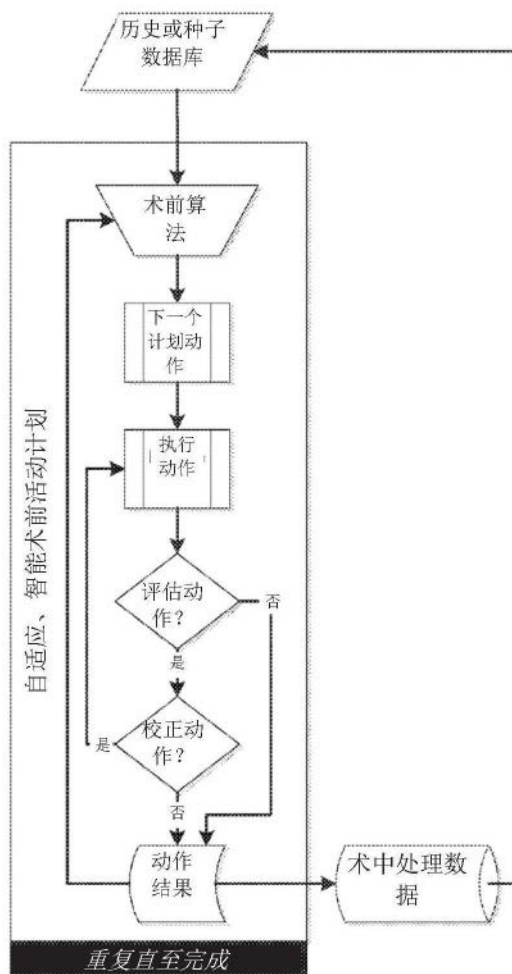 历史或种子
数据库
术前算
法
下一个
计划动
作
执行
动作
评估动
作？
否
是
校正动
作？
是
否
动作
结果
术中处理数
据
自适应、智能术前活动计划
重复直至完成